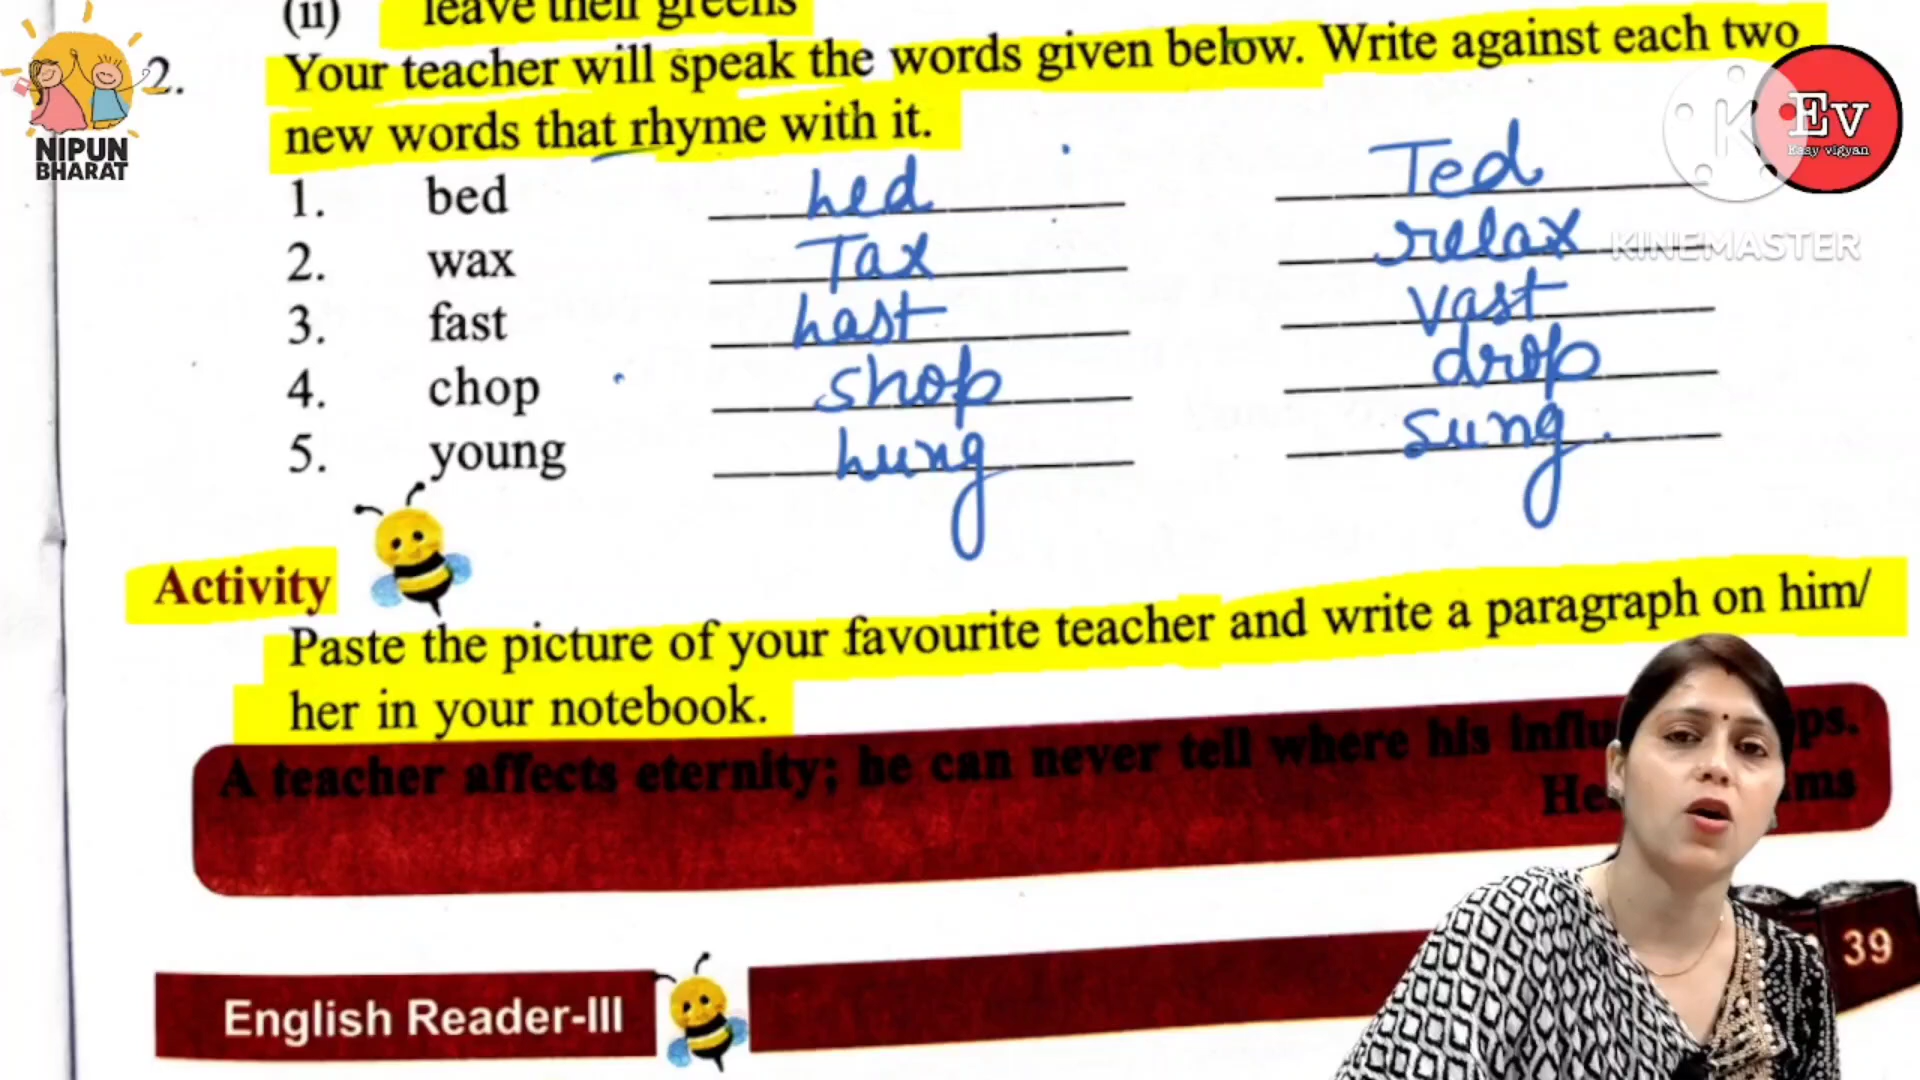 (ii) leave their greens
2. Your teacher will speak the words given below. Write against each two
new words that rhyme with it.
1. bed hed Ted
2. wax Tax relax
3. fast hast vast
4. chop shop drop
5. young hung sung.
Activity
Paste the picture of your favourite teacher and write a paragraph on him/
her in your notebook.
A teacher affects eternity; he can never tell where his
English Reader-III
39
NIPUN
BHARAT
K
Ev
Easy vigyan
KINEMASTER